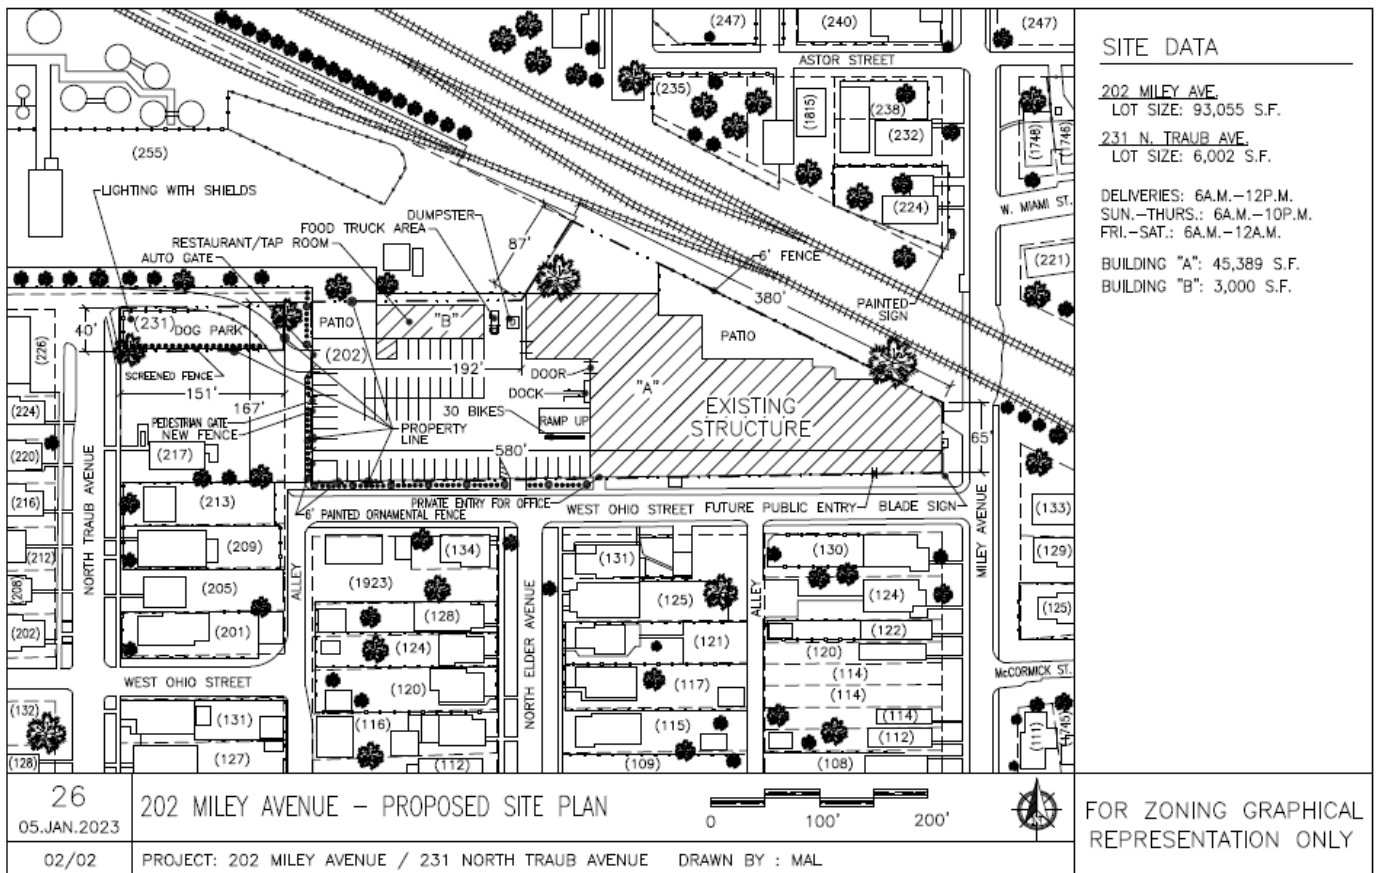 (247)
(240)
(247)
ASTOR STREET
(235)
(1815)
(238)
(232)
(1748)
(1746)
(255)
LIGHTING WITH SHIELDS
(224)
W. MIAMI ST.
DUMPSTER
FOOD TRUCK AREA
RESTAURANT/TAP ROOM
AUTO GATE
87'
6' FENCE
(221)
380'
PAINTED SIGN
40'
(231)
DOG PARK
PATIO
"B"
PATIO
(226)
(202)
192'
SCREENED FENCE
151'
DOOR
DOCK
"A"
(224)
167'
PEDESTRIAN GATE
NEW FENCE
PROPERTY LINE
30 BIKES
RAMP UP
EXISTING STRUCTURE
65'
(220)
(217)
580'
(216)
(213)
NORTH TRAUB AVENUE
6' PAINTED ORNAMENTAL FENCE
PRIVATE ENTRY FOR OFFICE
WEST OHIO STREET
FUTURE PUBLIC ENTRY
BLADE SIGN
MILEY AVENUE
(133)
(212)
(209)
(134)
(131)
(130)
(129)
(208)
(205)
ALLEY
(1923)
NORTH ELDER AVENUE
(125)
ALLEY
(124)
(125)
(202)
(201)
(128)
(124)
(121)
(122)
(120)
WEST OHIO STREET
(120)
(117)
(114)
(114)
McCORMICK ST.
(132)
(131)
(116)
(115)
(114)
(112)
(111)
(1745)
(128)
(127)
(112)
(109)
(108)
SITE DATA
202 MILEY AVE.
LOT SIZE: 93,055 S.F.
231 N. TRAUB AVE.
LOT SIZE: 6,002 S.F.
DELIVERIES: 6A.M.-12P.M.
SUN.-THURS.: 6A.M.-10P.M.
FRI.-SAT.: 6A.M.-12A.M.
BUILDING "A": 45,389 S.F.
BUILDING "B": 3,000 S.F.
26
05.JAN.2023
202 MILEY AVENUE - PROPOSED SITE PLAN
0 100' 200'
02/02
PROJECT: 202 MILEY AVENUE / 231 NORTH TRAUB AVENUE DRAWN BY : MAL
FOR ZONING GRAPHICAL
REPRESENTATION ONLY